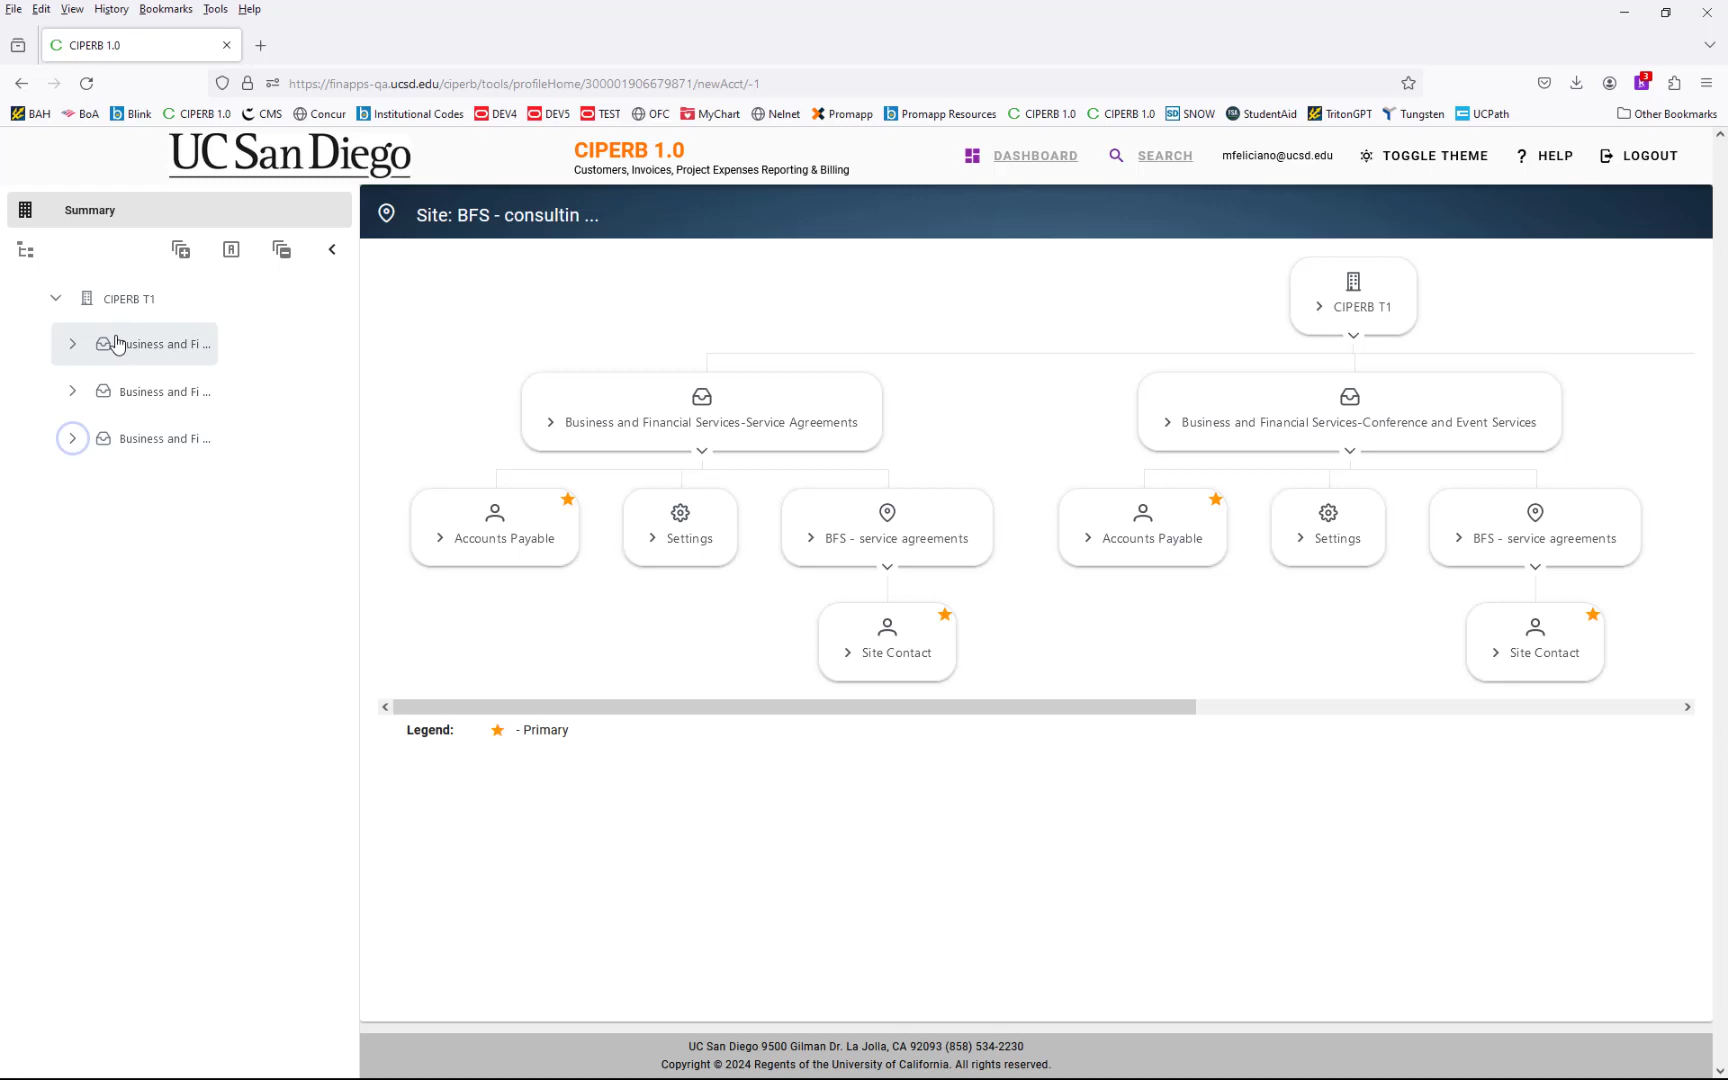 File Edit View History Bookmarks Tools Help
CIPERB 1.0
https://finapps-qa.ucsd.edu/ciperb/tools/profileHome/300001906679871/newAcct/-1
3
BAH BoA Blink CIPERB 1.0 CMS Concur Institutional Codes DEV4 DEV5 TEST OFC MyChart Nelnet Promapp Promapp Resources CIPERB 1.0 CIPERB 1.0 SNOW StudentAid TritonGPT Tungsten UCPath Other Bookmarks
UC San Diego
CIPERB 1.0
Customers, Invoices, Project Expenses Reporting & Billing
DASHBOARD SEARCH mfeliciano@ucsd.edu TOGGLE THEME ? HELP LOGOUT
Summary
Site: BFS - consultin ...
CIPERB T1
Business and Fi ...
Business and Fi ...
Business and Fi ...
CIPERB T1
Business and Financial Services-Service Agreements
Business and Financial Services-Conference and Event Services
Accounts Payable
Settings
BFS - service agreements
Accounts Payable
Settings
BFS - service agreements
Site Contact
Site Contact
Legend: - Primary
UC San Diego 9500 Gilman Dr. La Jolla, CA 92093 (858) 534-2230
Copyright © 2024 Regents of the University of California. All rights reserved.